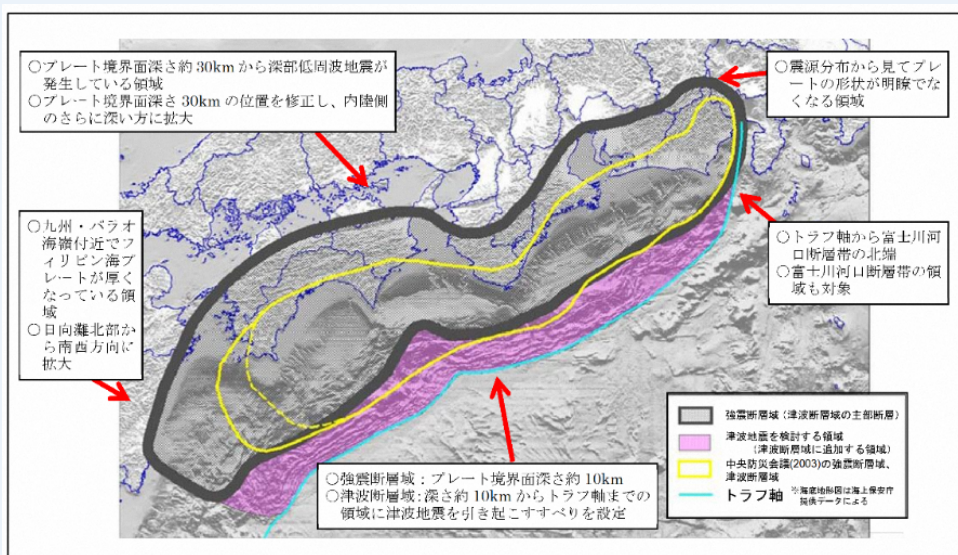 ○プレート境界面深さ約30kmから深部低周波地震が
発生している領域
○プレート境界面深さ30kmの位置を修正し、内陸側
のさらに深い方に拡大
○震源分布から見てプレー
トの形状が明瞭でな
くなる領域
○九州・パラオ
海嶺付近でフ
ィリピン海プ
レートが厚く
なっている領
域
○日向灘北部か
ら南西方向に
拡大
○トラフ軸から富士川河
口断層帯の北端
○富士川河口断層帯の領
域も対象
○強震断層域:プレート境界面深さ約10km
○津波断層域:深さ約10kmからトラフ軸までの
領域に津波地震を引き起こすすべりを設定
強震断層域(津波断層域の主部断層)
津波地震を検討する領域
(津波断層域に追加する領域)
中央防災会議(2003)の強震断層域、
津波断層域
トラフ軸 ※海底地形図は海上保安庁
提供データによる